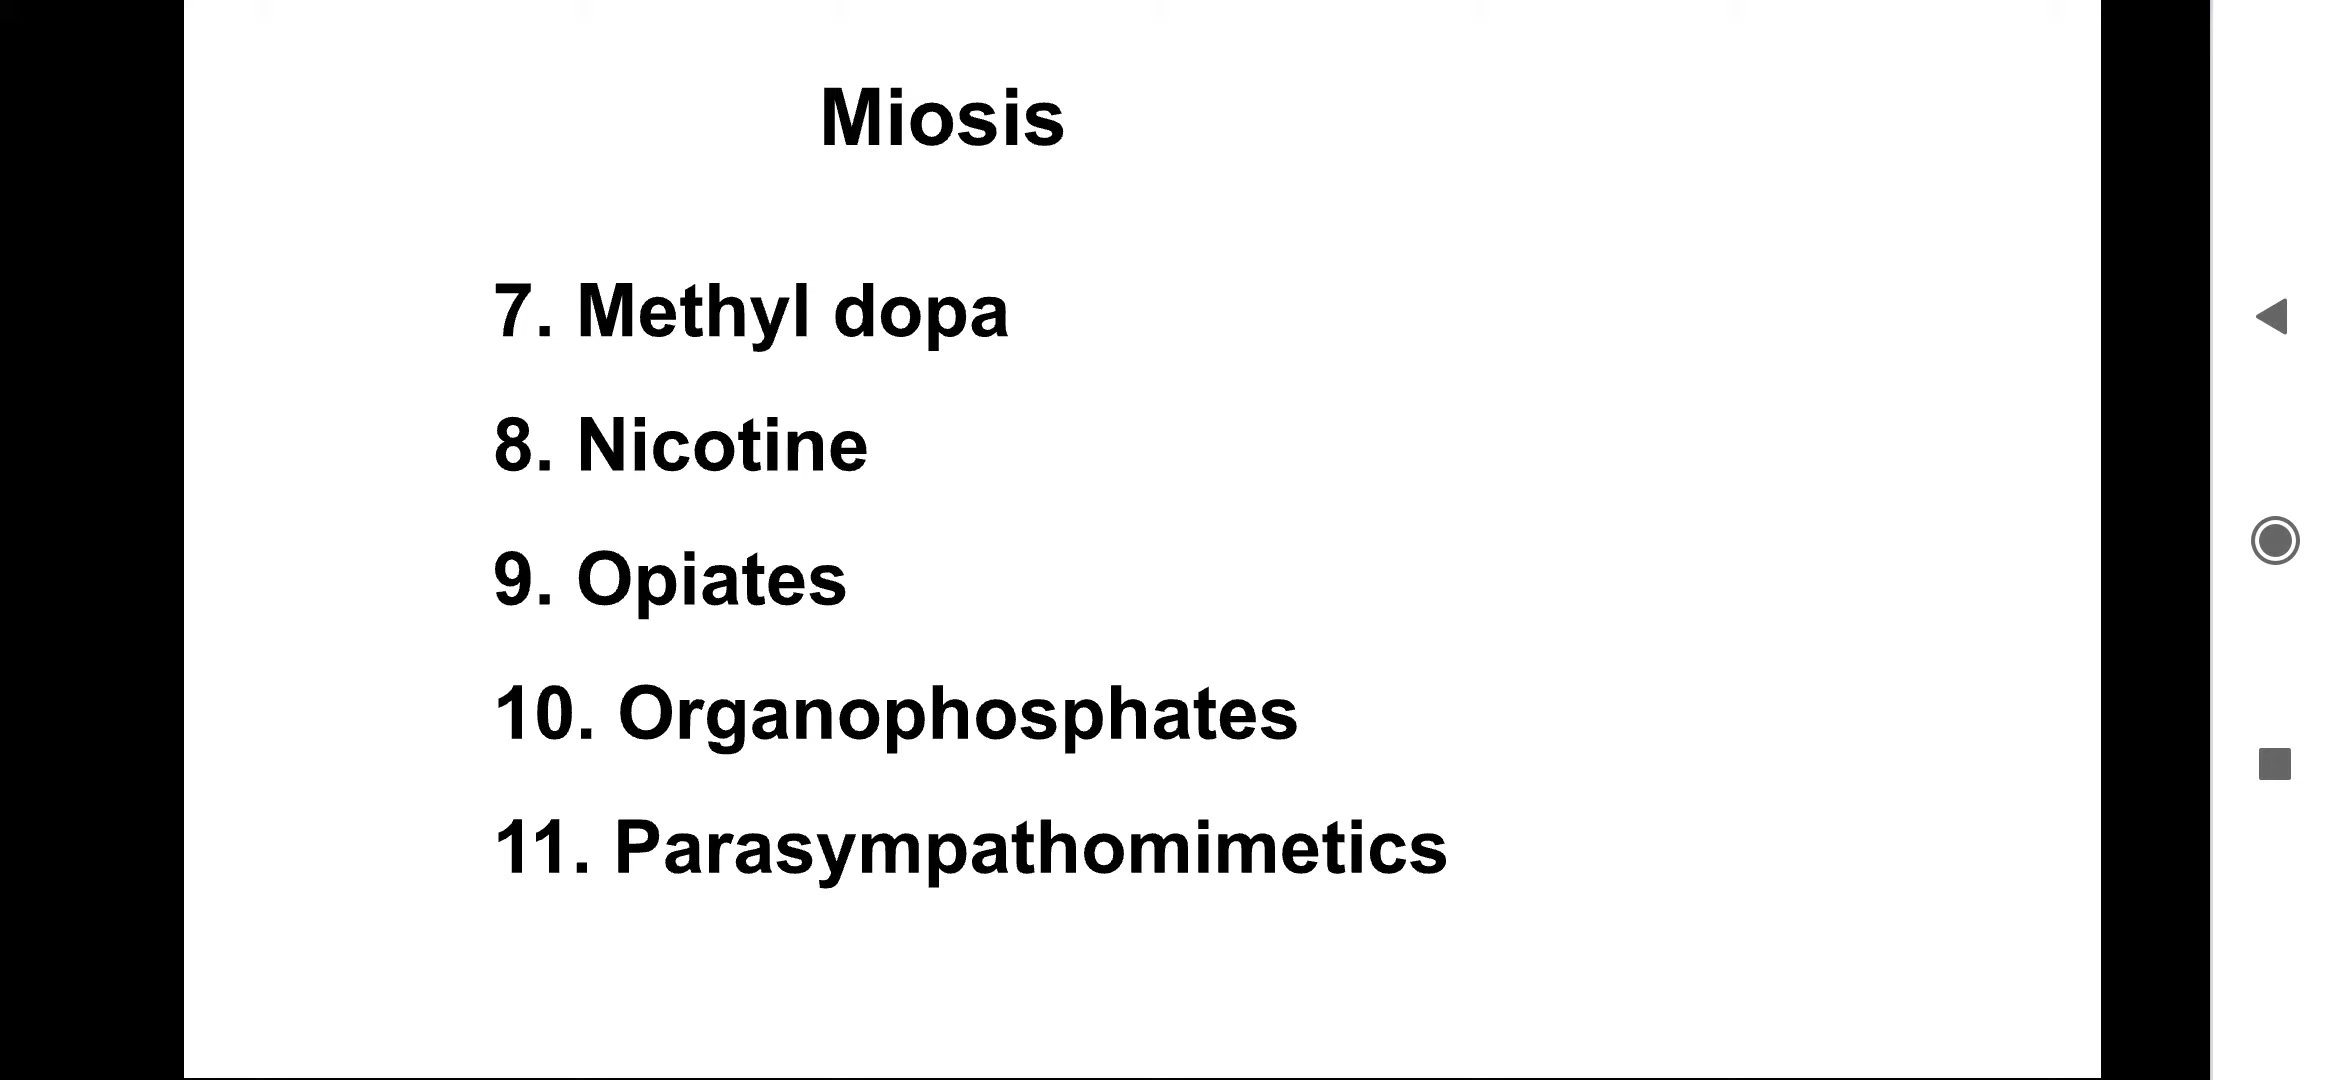 Miosis
7. Methyl dopa
8. Nicotine
9. Opiates
10. Organophosphates
11. Parasympathomimetics